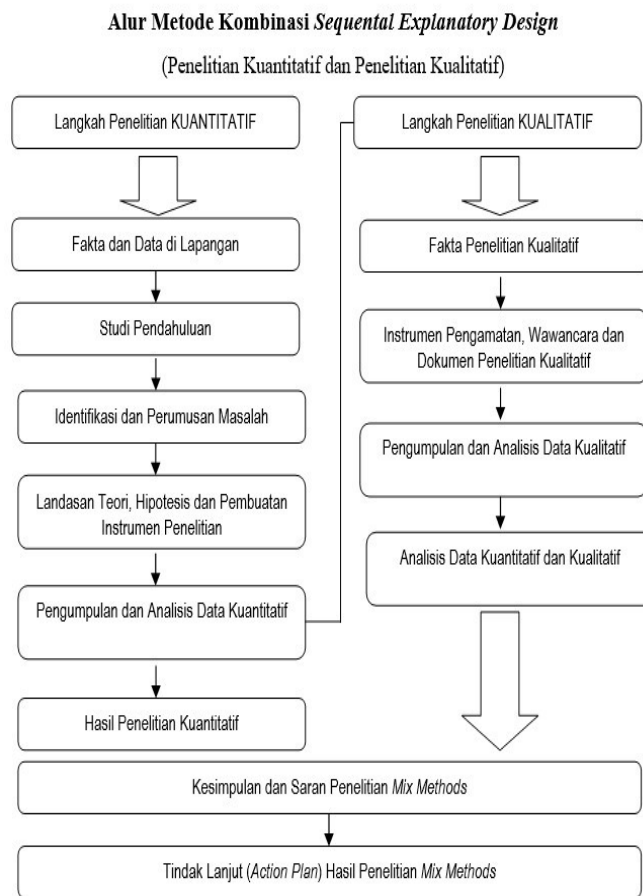 Alur Metode Kombinasi Sequental Explanatory Design
(Penelitian Kuantitatif dan Penelitian Kualitatif)
Langkah Penelitian KUANTITATIF
Fakta dan Data di Lapangan
Studi Pendahuluan
Identifikasi dan Perumusan Masalah
Landasan Teori, Hipotesis dan Pembuatan
Instrumen Penelitian
Pengumpulan dan Analisis Data Kuantitatif
Hasil Penelitian Kuantitatif
Langkah Penelitian KUALITATIF
Fakta Penelitian Kualitatif
Instrumen Pengamatan, Wawancara dan
Dokumen Penelitian Kualitatif
Pengumpulan dan Analisis Data Kualitatif
Analisis Data Kuantitatif dan Kualitatif
Kesimpulan dan Saran Penelitian Mix Methods
Tindak Lanjut (Action Plan) Hasil Penelitian Mix Methods